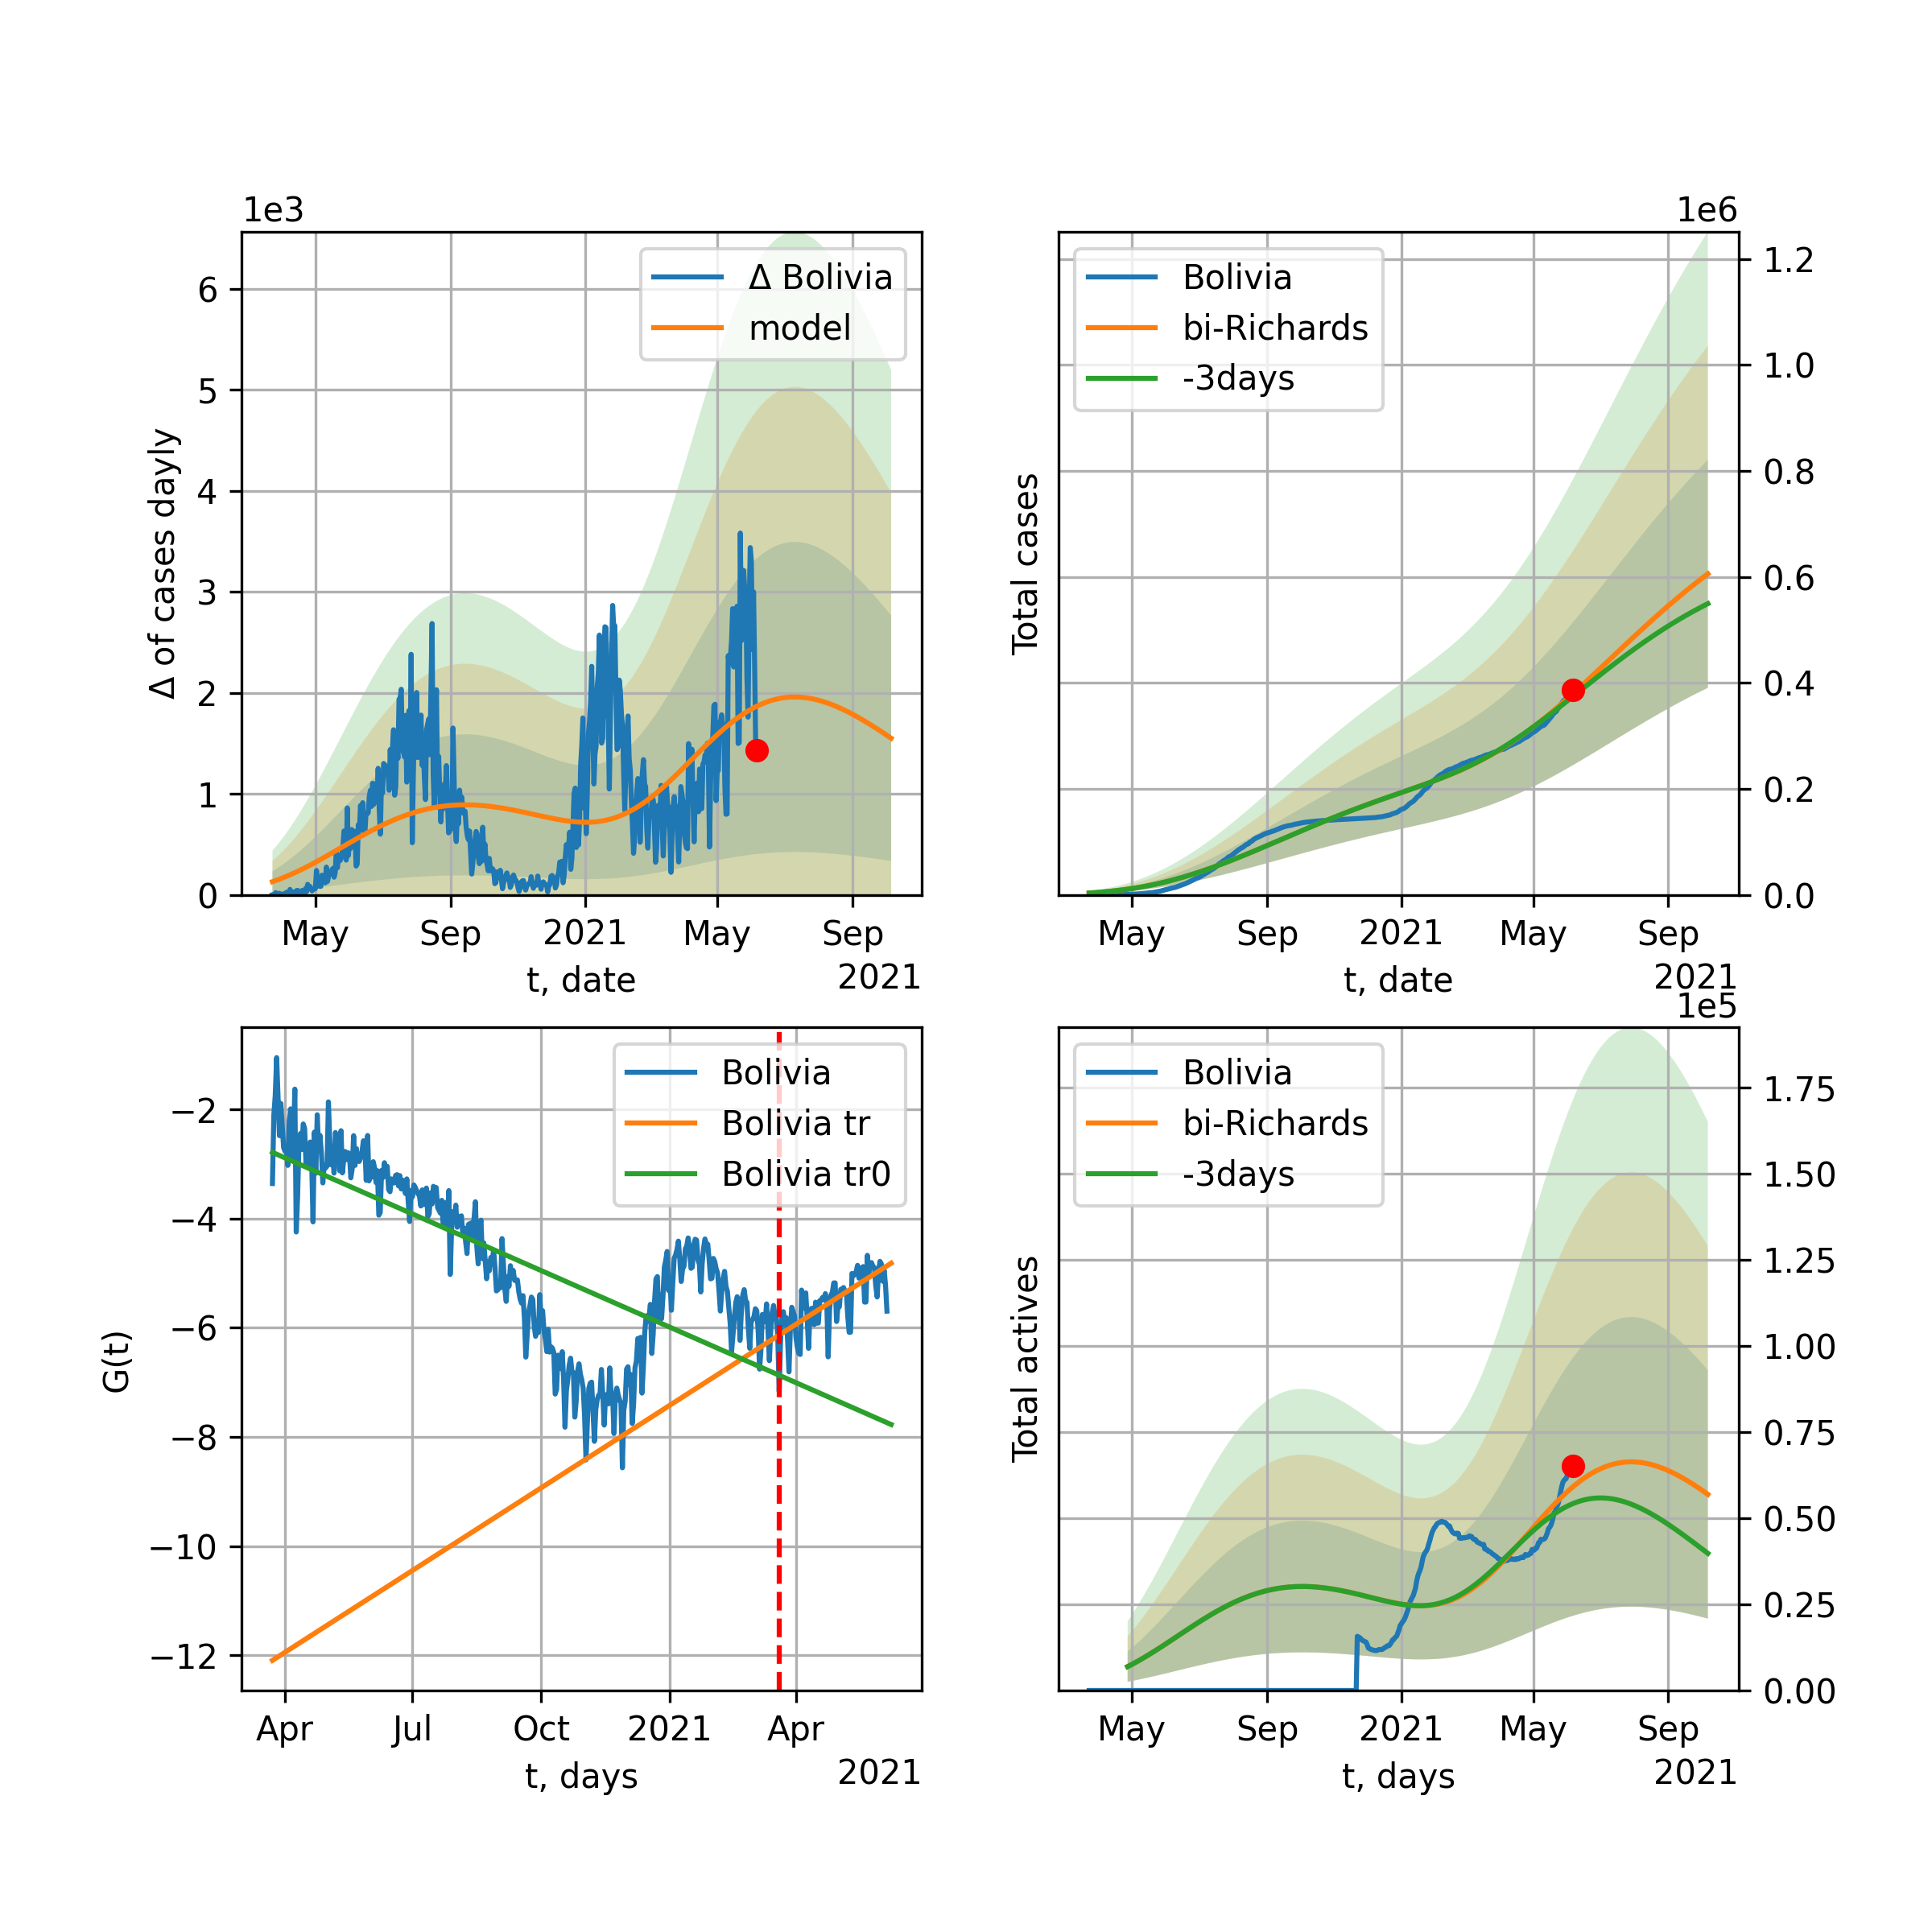 1e3
Δ of cases dayly
6
5
4
3
2
1
0
Δ Bolivia
model
May Sep 2021 May Sep
t, date
2021
1e6
Total cases
Bolivia
bi-Richards
-3days
1.2
1.0
0.8
0.6
0.4
0.2
0.0
May Sep 2021 May Sep
t, date
2021
G(t)
−2
−4
−6
−8
−10
−12
Bolivia
Bolivia tr
Bolivia tr0
Apr Jul Oct 2021 Apr
t, days
2021
1e5
Total actives
Bolivia
bi-Richards
-3days
1.75
1.50
1.25
1.00
0.75
0.50
0.25
0.00
May Sep 2021 May Sep
t, days
2021